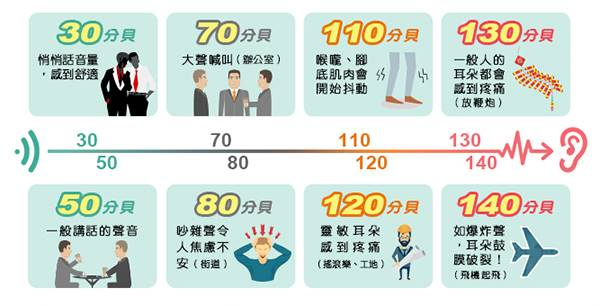 30分貝
悄悄話音量
，感到舒適
70分貝
大聲喊叫（辦公室）
110分貝
喉嚨、腳
底肌肉會
開始抖動
130分貝
一般人的
耳朵都會
感到疼痛
（放鞭炮）
30 70 110 130
50 80 120 140
50分貝
一般講話的聲音
80分貝
吵雜聲令
人焦慮不
安（街道）
120分貝
靈敏耳朵
感到疼痛
（搖滾樂、工地）
140分貝
如爆炸聲
，耳朵鼓
膜破裂！
（飛機起飛）